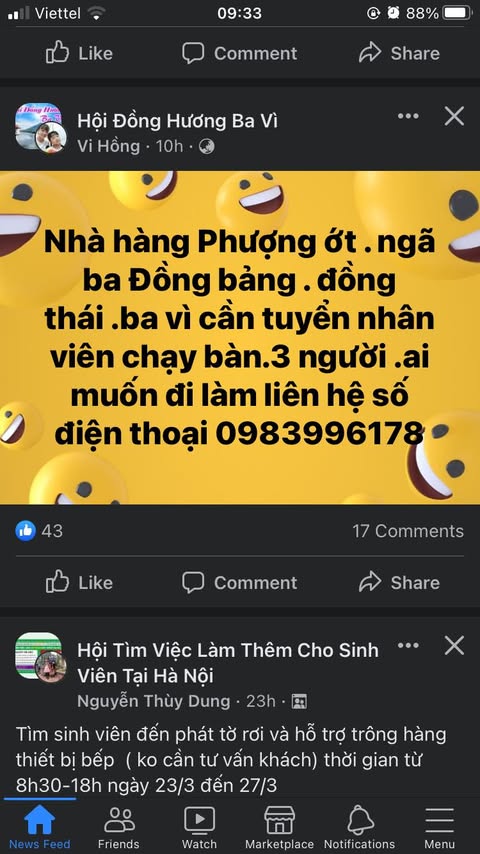 Viettel 09:33 88%
Like Comment Share
Hội Đồng Hương Ba Vì
Vi Hồng · 10h ·
Nhà hàng Phượng ớt . ngã
ba Đồng bảng . đồng
thái .ba vì cần tuyển nhân
viên chạy bàn.3 người .ai
muốn đi làm liên hệ số
điện thoại 0983996178
43 17 Comments
Like Comment Share
Hội Tìm Việc Làm Thêm Cho Sinh
Viên Tại Hà Nội
Nguyễn Thùy Dung · 23h ·
Tìm sinh viên đến phát tờ rơi và hỗ trợ trông hàng
thiết bị bếp ( ko cần tư vấn khách) thời gian từ
8h30-18h ngày 23/3 đến 27/3
News Feed Friends Watch Marketplace Notifications Menu